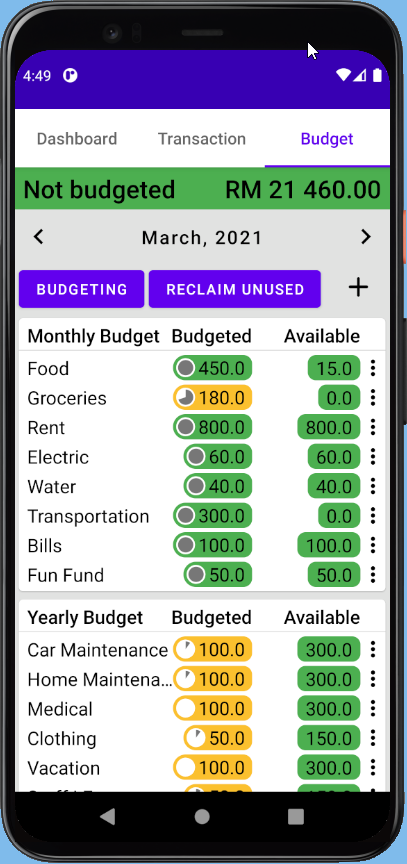 4:49
Dashboard Transaction Budget
Not budgeted RM 21 460.00
March, 2021
BUDGETING RECLAIM UNUSED +
Monthly Budget Budgeted Available
Food 450.0 15.0
Groceries 180.0 0.0
Rent 800.0 800.0
Electric 60.0 60.0
Water 40.0 40.0
Transportation 300.0 0.0
Bills 100.0 100.0
Fun Fund 50.0 50.0
Yearly Budget Budgeted Available
Car Maintenance 100.0 300.0
Home Maintena... 100.0 300.0
Medical 100.0 300.0
Clothing 50.0 150.0
Vacation 100.0 300.0